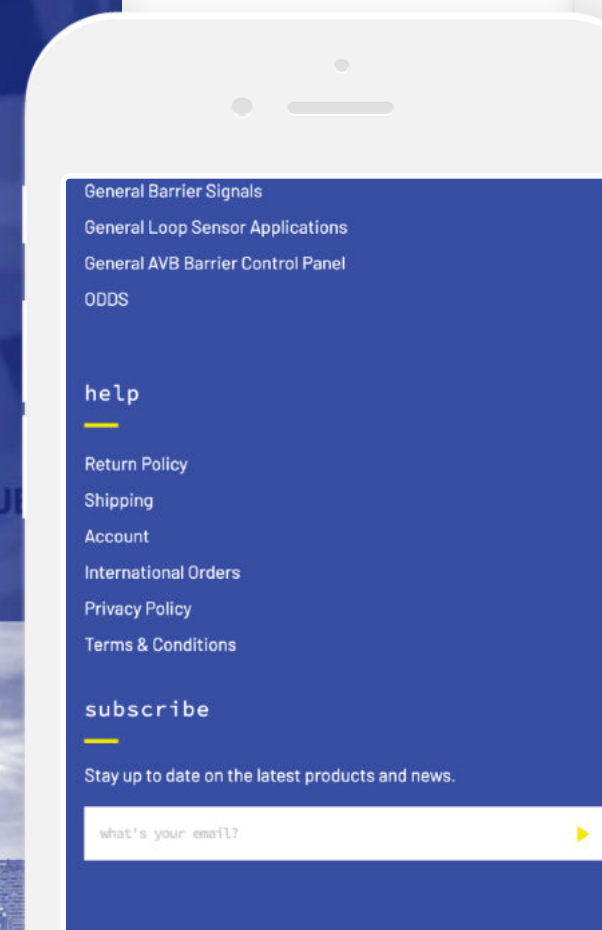 General Barrier Signals
General Loop Sensor Applications
General AVB Barrier Control Panel
ODDS
help
Return Policy
Shipping
Account
International Orders
Privacy Policy
Terms & Conditions
subscribe
Stay up to date on the latest products and news.
what's your email?